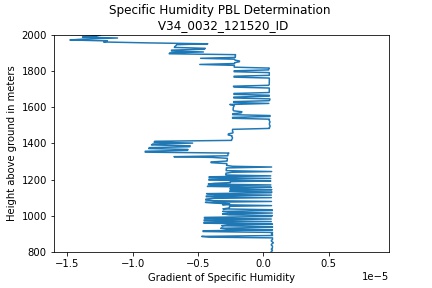 Specific Humidity PBL Determination
V34_0032_121520_ID
Height above ground in meters
2000
1800
1600
1400
1200
1000
800
−1.5
−1.0
−0.5
0.0
0.5
1e−5
Gradient of Specific Humidity